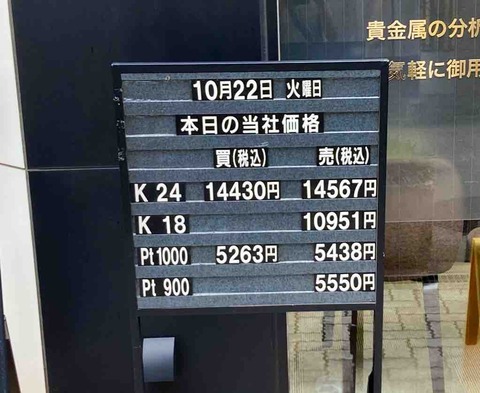 貴金属の分析
気軽に御用
10月22日 火曜日
本日の当社価格
買(税込) 売(税込)
K 24 14430円 14567円
K 18 10951円
Pt1000 5263円 5438円
Pt 900 5550円